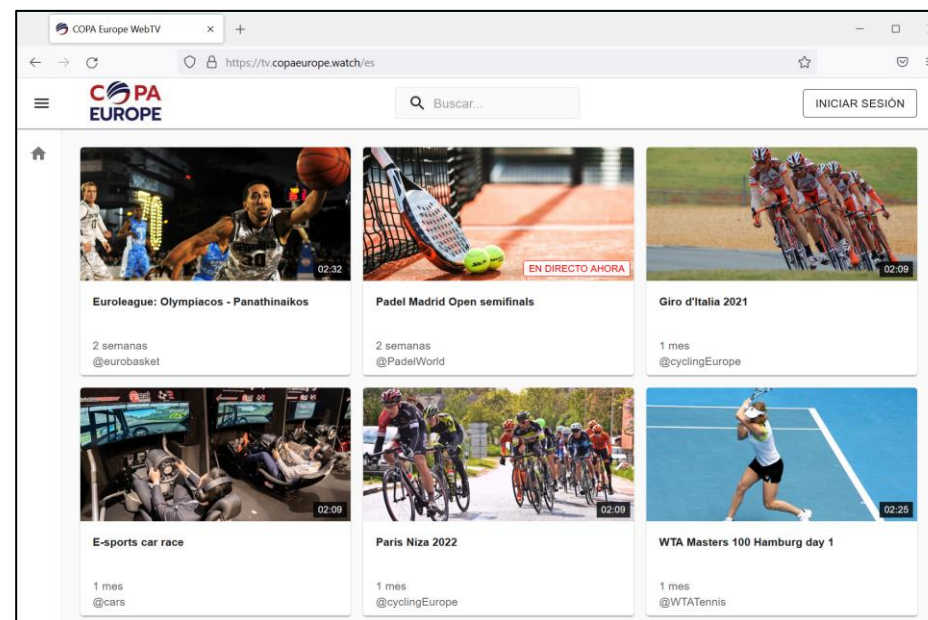 COPA Europe WebTV
https://tv.copaeurope.watch/es
COPA
EUROPE
Buscar...
INICIAR SESIÓN
02:32
EN DIRECTO AHORA
02:09
Euroleague: Olympiacos - Panathinaikos
Padel Madrid Open semifinals
Giro d'Italia 2021
2 semanas
@eurobasket
2 semanas
@PadelWorld
1 mes
@cyclingEurope
02:09
02:09
02:25
E-sports car race
Paris Niza 2022
WTA Masters 100 Hamburg day 1
1 mes
@cars
1 mes
@cyclingEurope
1 mes
@WTATennis